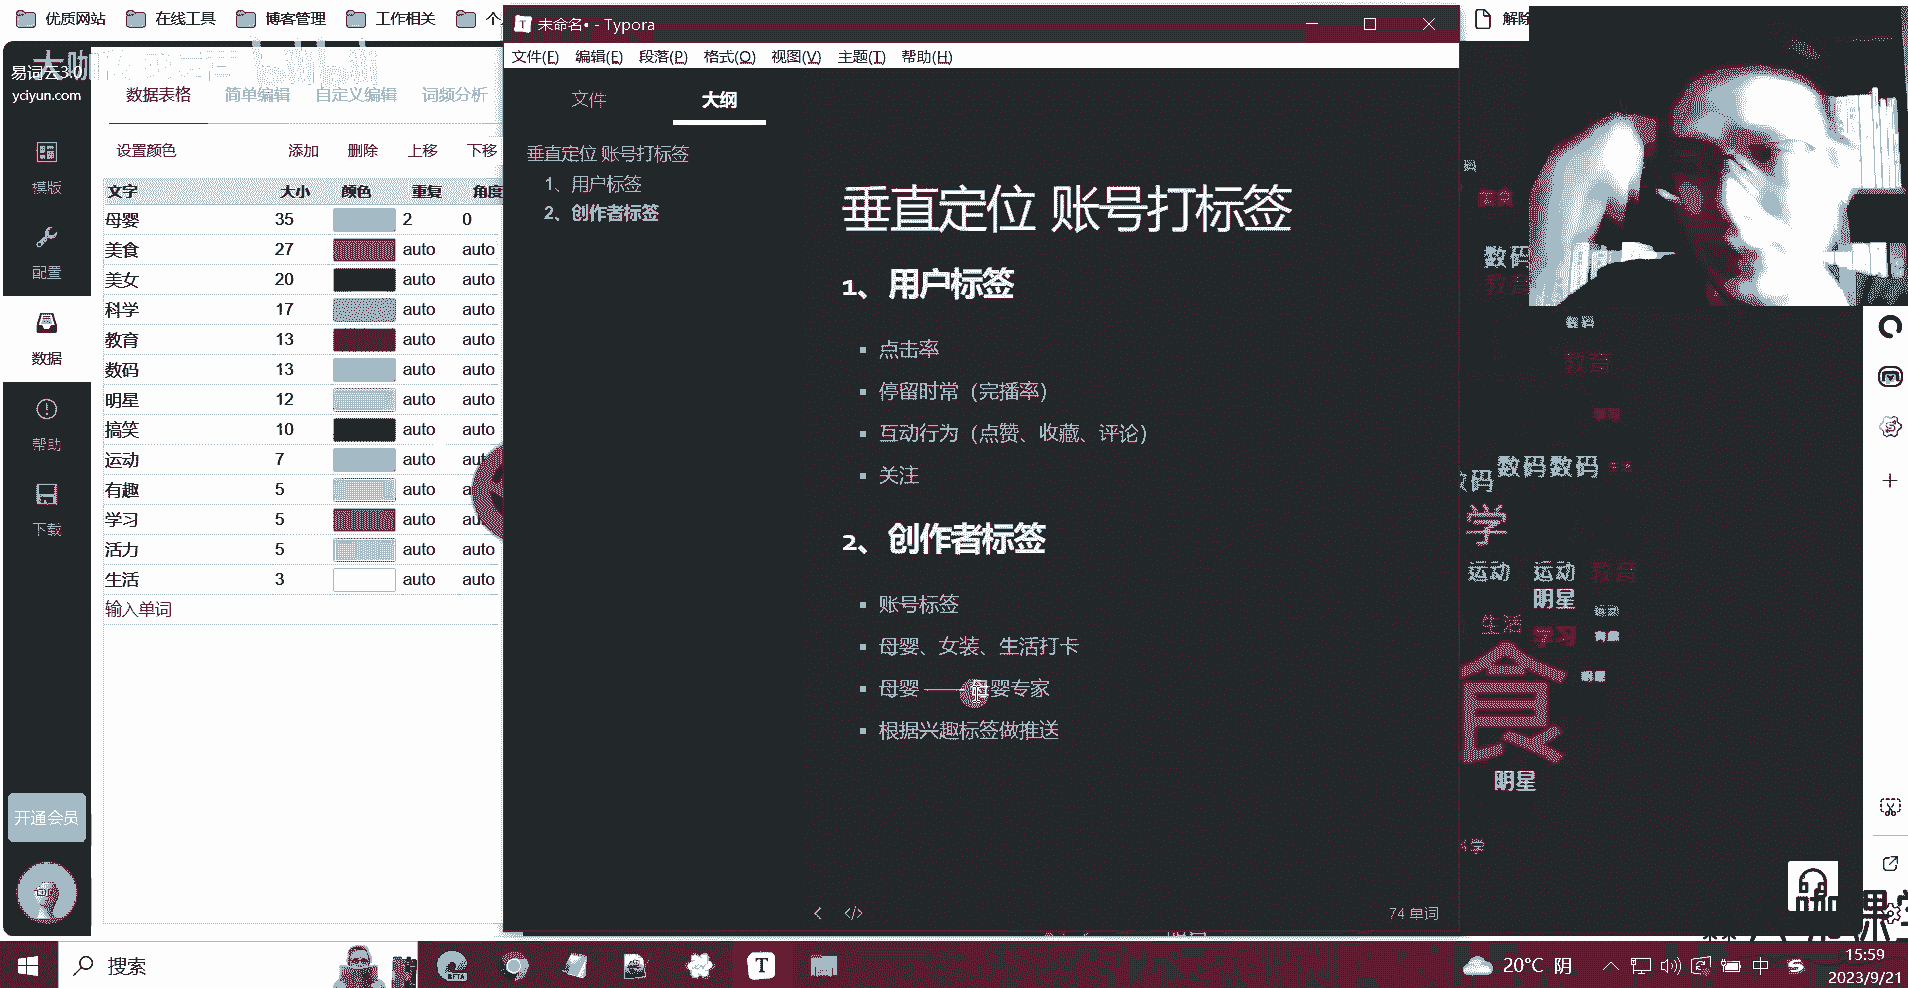 优质网站
在线工具
博客管理
工作相关
未命名• - Typora
解除
文件(F) 编辑(E) 段落(P) 格式(O) 视图(V) 主题(T) 帮助(H)
易词云3.0
yciyun.com
数据表格 简单编辑 自定义编辑 词频分析
设置颜色 添加 删除 上移 下移
文字 大小 颜色 重复 角度
母婴 35 2 0
美食 27 auto auto
美女 20 auto auto
科学 17 auto auto
教育 13 auto auto
数码 13 auto auto
明星 12 auto auto
搞笑 10 auto auto
运动 7 auto auto
有趣 5 auto
学习 5 auto
活力 5 auto auto
生活 3 auto auto
输入单词
模版
配置
数据
帮助
下载
开通会员
文件 大纲
垂直定位 账号打标签
1、用户标签
2、创作者标签
垂直定位 账号打标签
1、用户标签
点击率
停留时常（完播率）
互动行为（点赞、收藏、评论）
关注
2、创作者标签
账号标签
母婴、女装、生活打卡
母婴 —— 母婴专家
根据兴趣标签做推送
74 单词
数码
教育
数码
教育
数码数码
学
运动 运动 教育
明星
生活 学习
食
明星
搜索
20°C 阴
中
15:59
2023/9/21